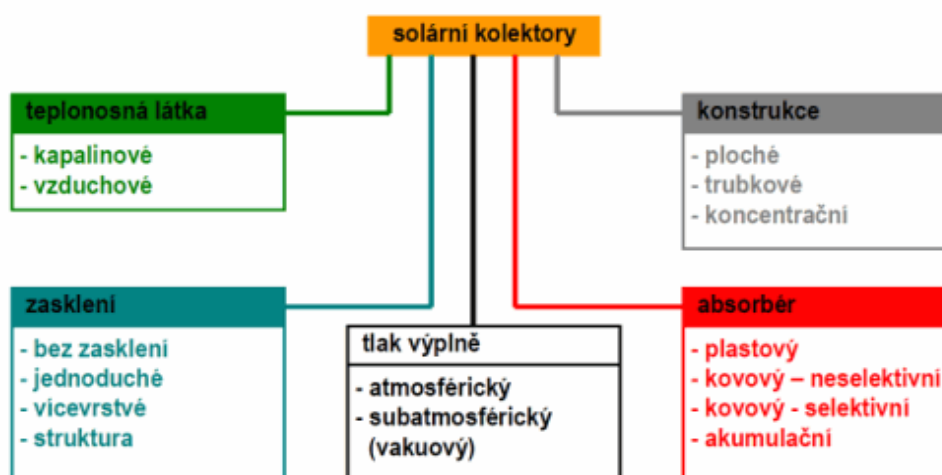 solární kolektory
teplonosná látka
- kapalinové
- vzduchové
konstrukce
- ploché
- trubkové
- koncentrační
zasklení
- bez zasklení
- jednoduché
- vícevrstvé
- struktura
tlak výplně
- atmosférický
- subatmosférický
(vakuový)
absorbér
- plastový
- kovový – neselektivní
- kovový - selektivní
- akumulační